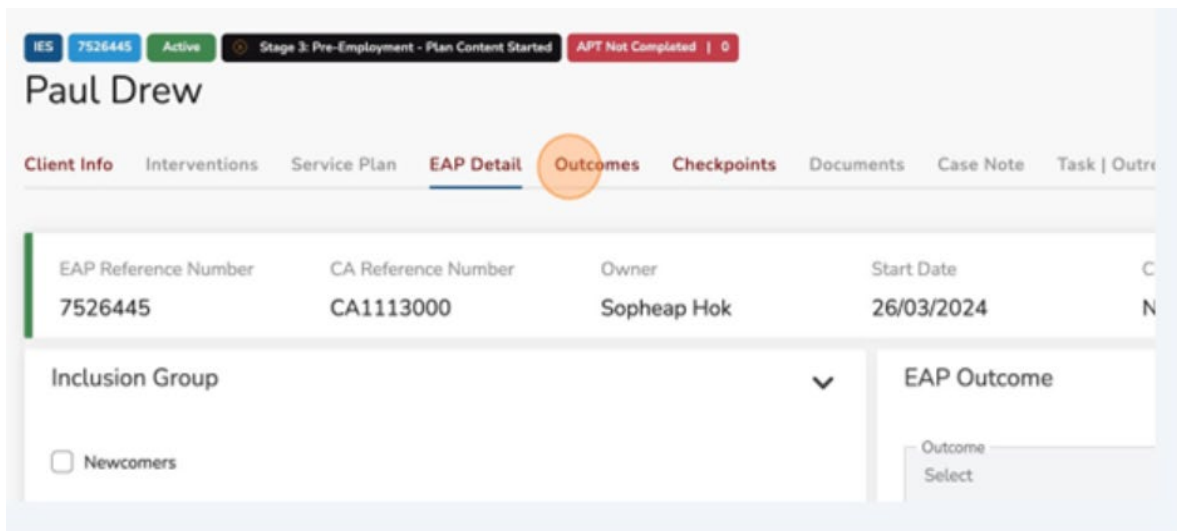 IES 7526445 Active Stage 3: Pre-Employment - Plan Content Started APT Not Completed | 0
Paul Drew
Client Info Interventions Service Plan EAP Detail Outcomes Checkpoints Documents Case Note Task | Outre
EAP Reference Number CA Reference Number Owner Start Date C
7526445 CA1113000 Sopheap Hok 26/03/2024 N
Inclusion Group EAP Outcome
Outcome
Newcomers
Select